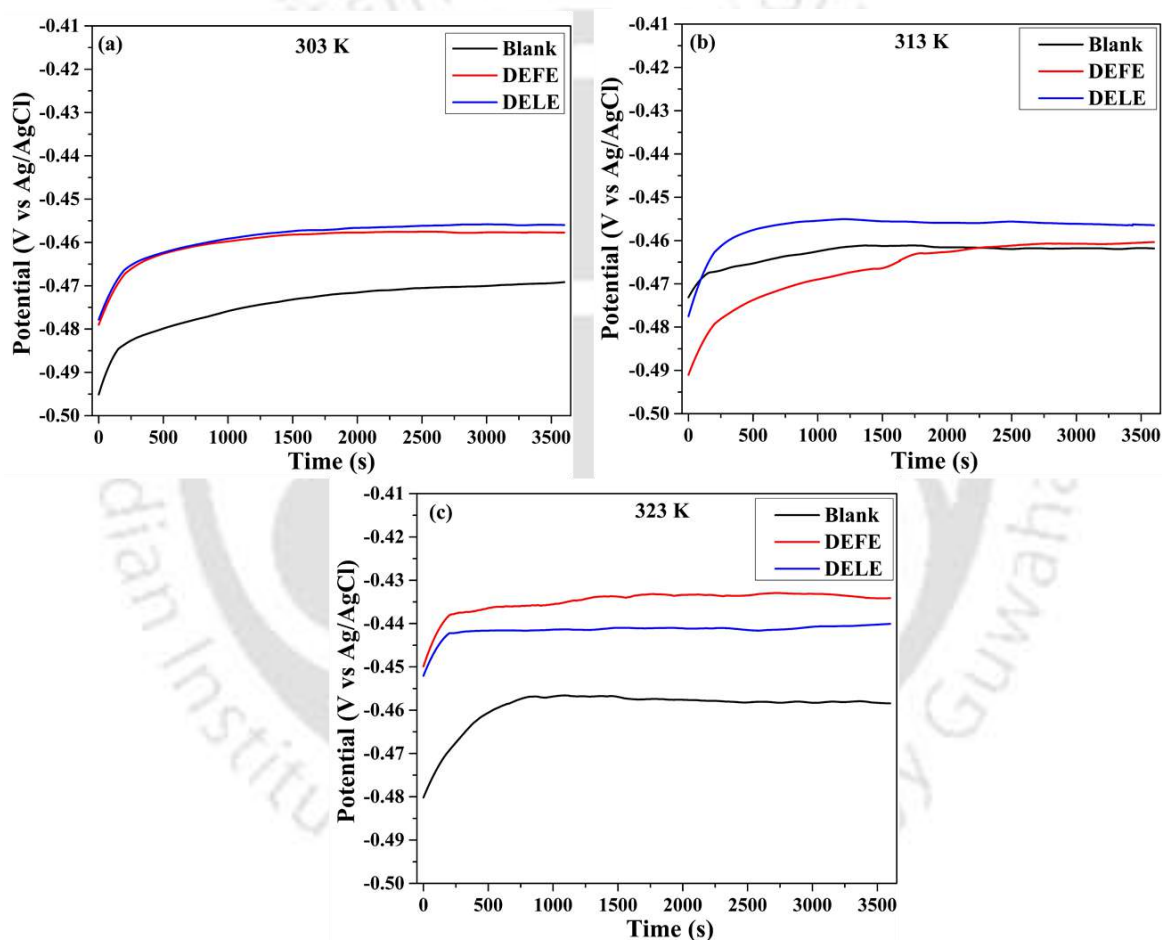 (a)
303 K
Blank
DEFE
DELE
Potential (V vs Ag/AgCl)
-0.41
-0.42
-0.43
-0.44
-0.45
-0.46
-0.47
-0.48
-0.49
-0.50
0 500 1000 1500 2000 2500 3000 3500
Time (s)
(b)
313 K
Blank
DEFE
DELE
Potential (V vs Ag/AgCl)
-0.41
-0.42
-0.43
-0.44
-0.45
-0.46
-0.47
-0.48
-0.49
-0.50
0 500 1000 1500 2000 2500 3000 3500
Time (s)
(c)
323 K
Blank
DEFE
DELE
Potential (V vs Ag/AgCl)
-0.41
-0.42
-0.43
-0.44
-0.45
-0.46
-0.47
-0.48
-0.49
-0.50
0 500 1000 1500 2000 2500 3000 3500
Time (s)
dian Institu
y Guwaha